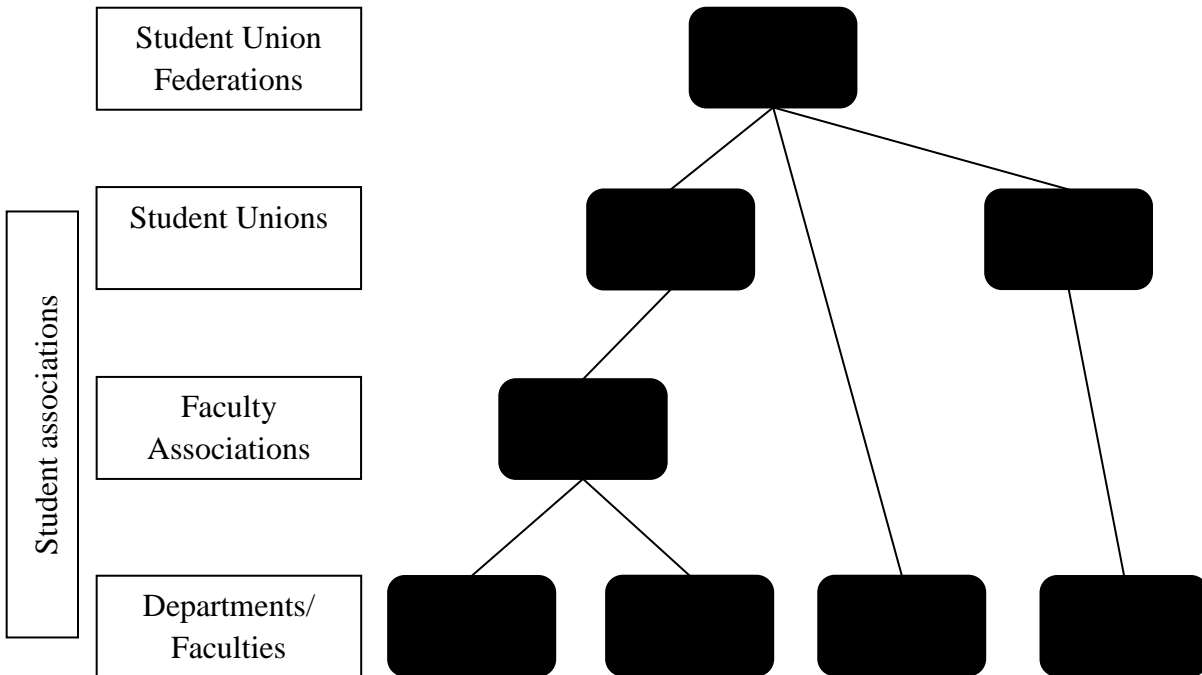 Student Union
Federations
Student Unions
Student associations
Faculty
Associations
Departments/
Faculties